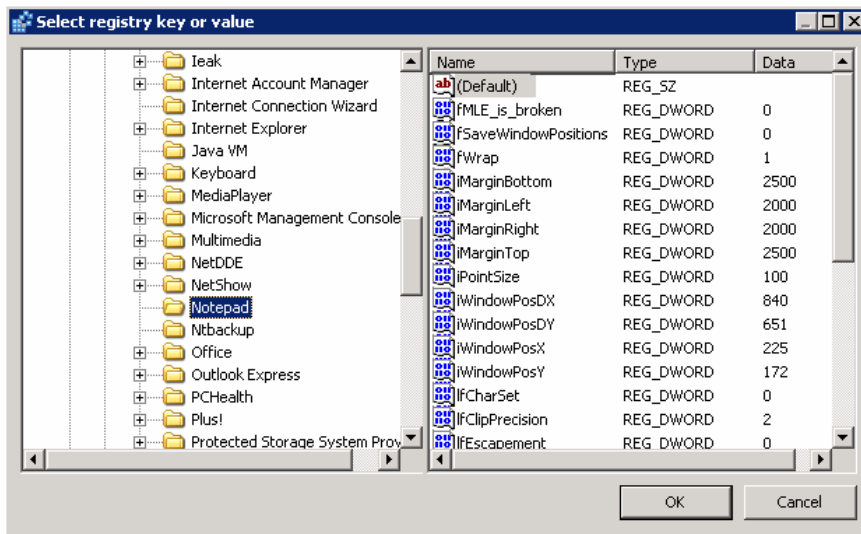 Select registry key or value
Ieak
Internet Account Manager
Internet Connection Wizard
Internet Explorer
Java VM
Keyboard
MediaPlayer
Microsoft Management Console
Multimedia
NetDDE
NetShow
Notepad
Ntbackup
Office
Outlook Express
PCHealth
Plus!
Protected Storage System Prov
Name Type Data
(Default) REG_SZ
fMLE_is_broken REG_DWORD 0
fSaveWindowPositions REG_DWORD 0
fWrap REG_DWORD 1
iMarginBottom REG_DWORD 2500
iMarginLeft REG_DWORD 2000
iMarginRight REG_DWORD 2000
iMarginTop REG_DWORD 2500
iPointSize REG_DWORD 100
iWindowPosDX REG_DWORD 840
iWindowPosDY REG_DWORD 651
iWindowPosX REG_DWORD 225
iWindowPosY REG_DWORD 172
lfCharSet REG_DWORD 0
lfClipPrecision REG_DWORD 2
lfEscapement REG_DWORD 0
OK Cancel